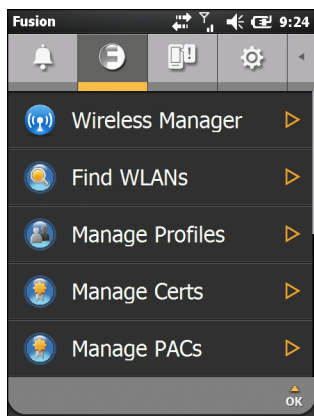 Fusion 9:24
Wireless Manager
Find WLANs
Manage Profiles
Manage Certs
Manage PACs
OK